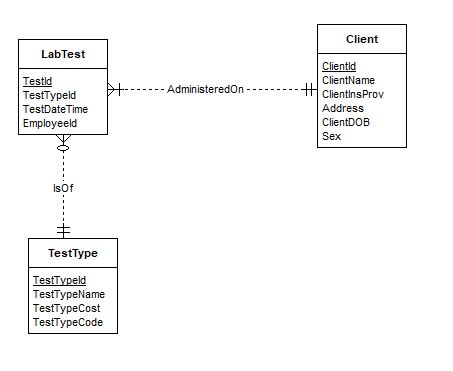 LabTest
TestId
TestTypeId
TestDateTime
EmployeeId
AdministeredOn
Client
ClientId
ClientName
ClientInsProv
Address
ClientDOB
Sex
IsOf
TestType
TestTypeId
TestTypeName
TestTypeCost
TestTypeCode